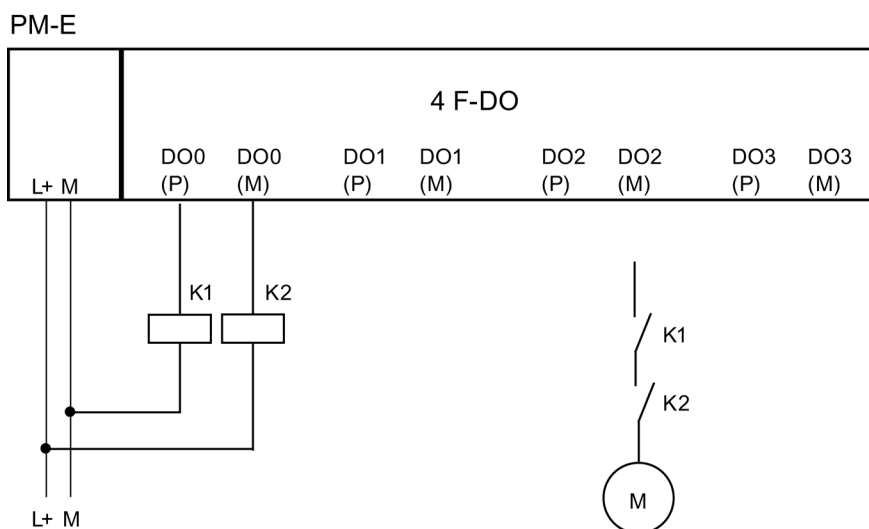 PM-E
4 F-DO
DO0 DO0 DO1 DO1 DO2 DO2 DO3 DO3
L+ M (P) (M) (P) (M) (P) (M) (P) (M)
K1 K2
K1
K2
M
L+ M